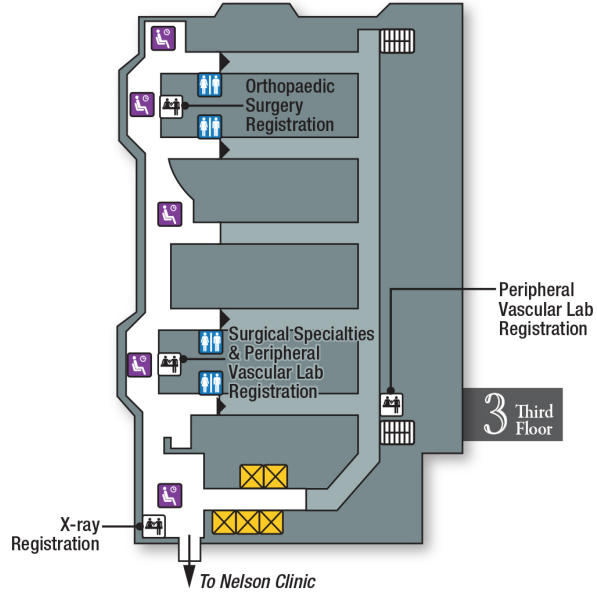 Orthopaedic
Surgery
Registration
Peripheral
Vascular Lab
Registration
Surgical Specialties
& Peripheral
Vascular Lab
Registration
3 Third
Floor
X-ray
Registration
To Nelson Clinic